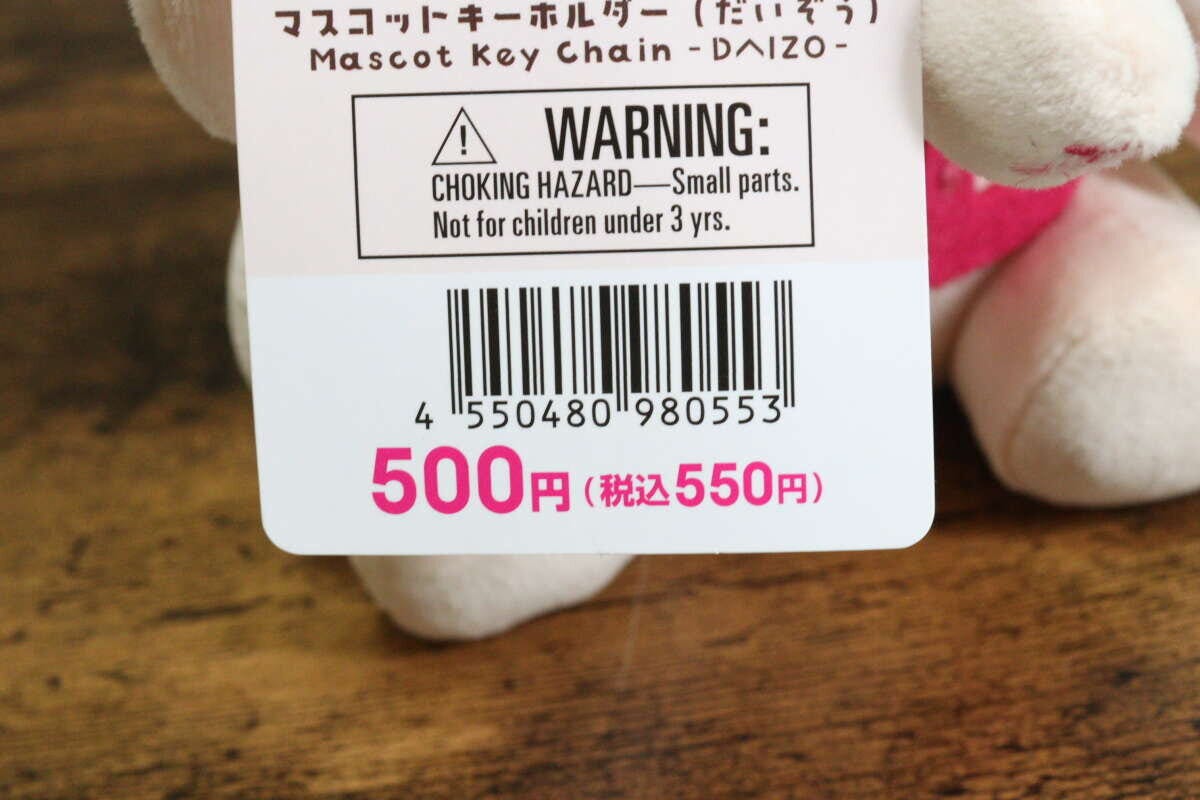 マスコットキーホルダー（だいぞう）
Mascot Key Chain -DAIZO-
WARNING:
CHOKING HAZARD—Small parts.
Not for children under 3 yrs.
4 550480 980553
500円（税込550円）